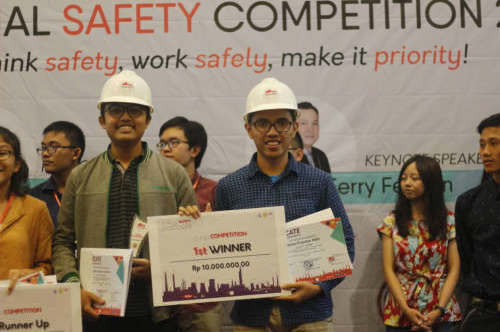 AL SAFETY COMPETITION 2
ink safety, work safely, make it priority!
KEYNOTE SPEAKE
erry Fe
COMPETITION
1st WINNER
Rp 10.000.000,00
CATE
COMPETITION
Runner Up